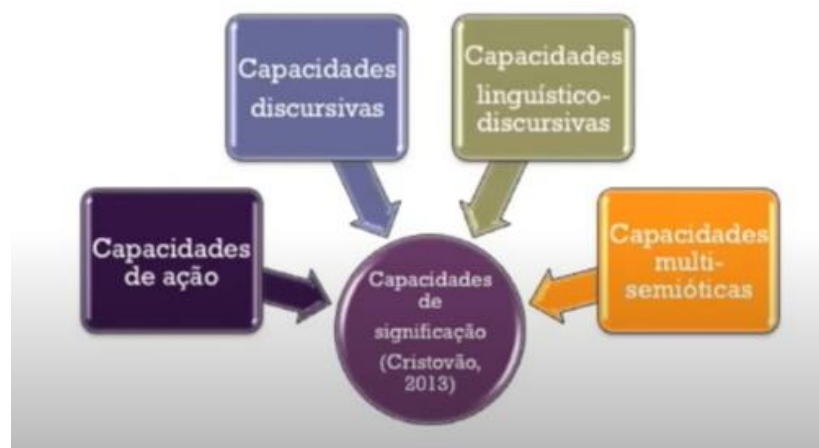 Capacidades
discursivas
Capacidades
linguístico-
discursivas
Capacidades
de ação
Capacidades
de
significação
(Cristovão,
2013)
Capacidades
multi-
semióticas